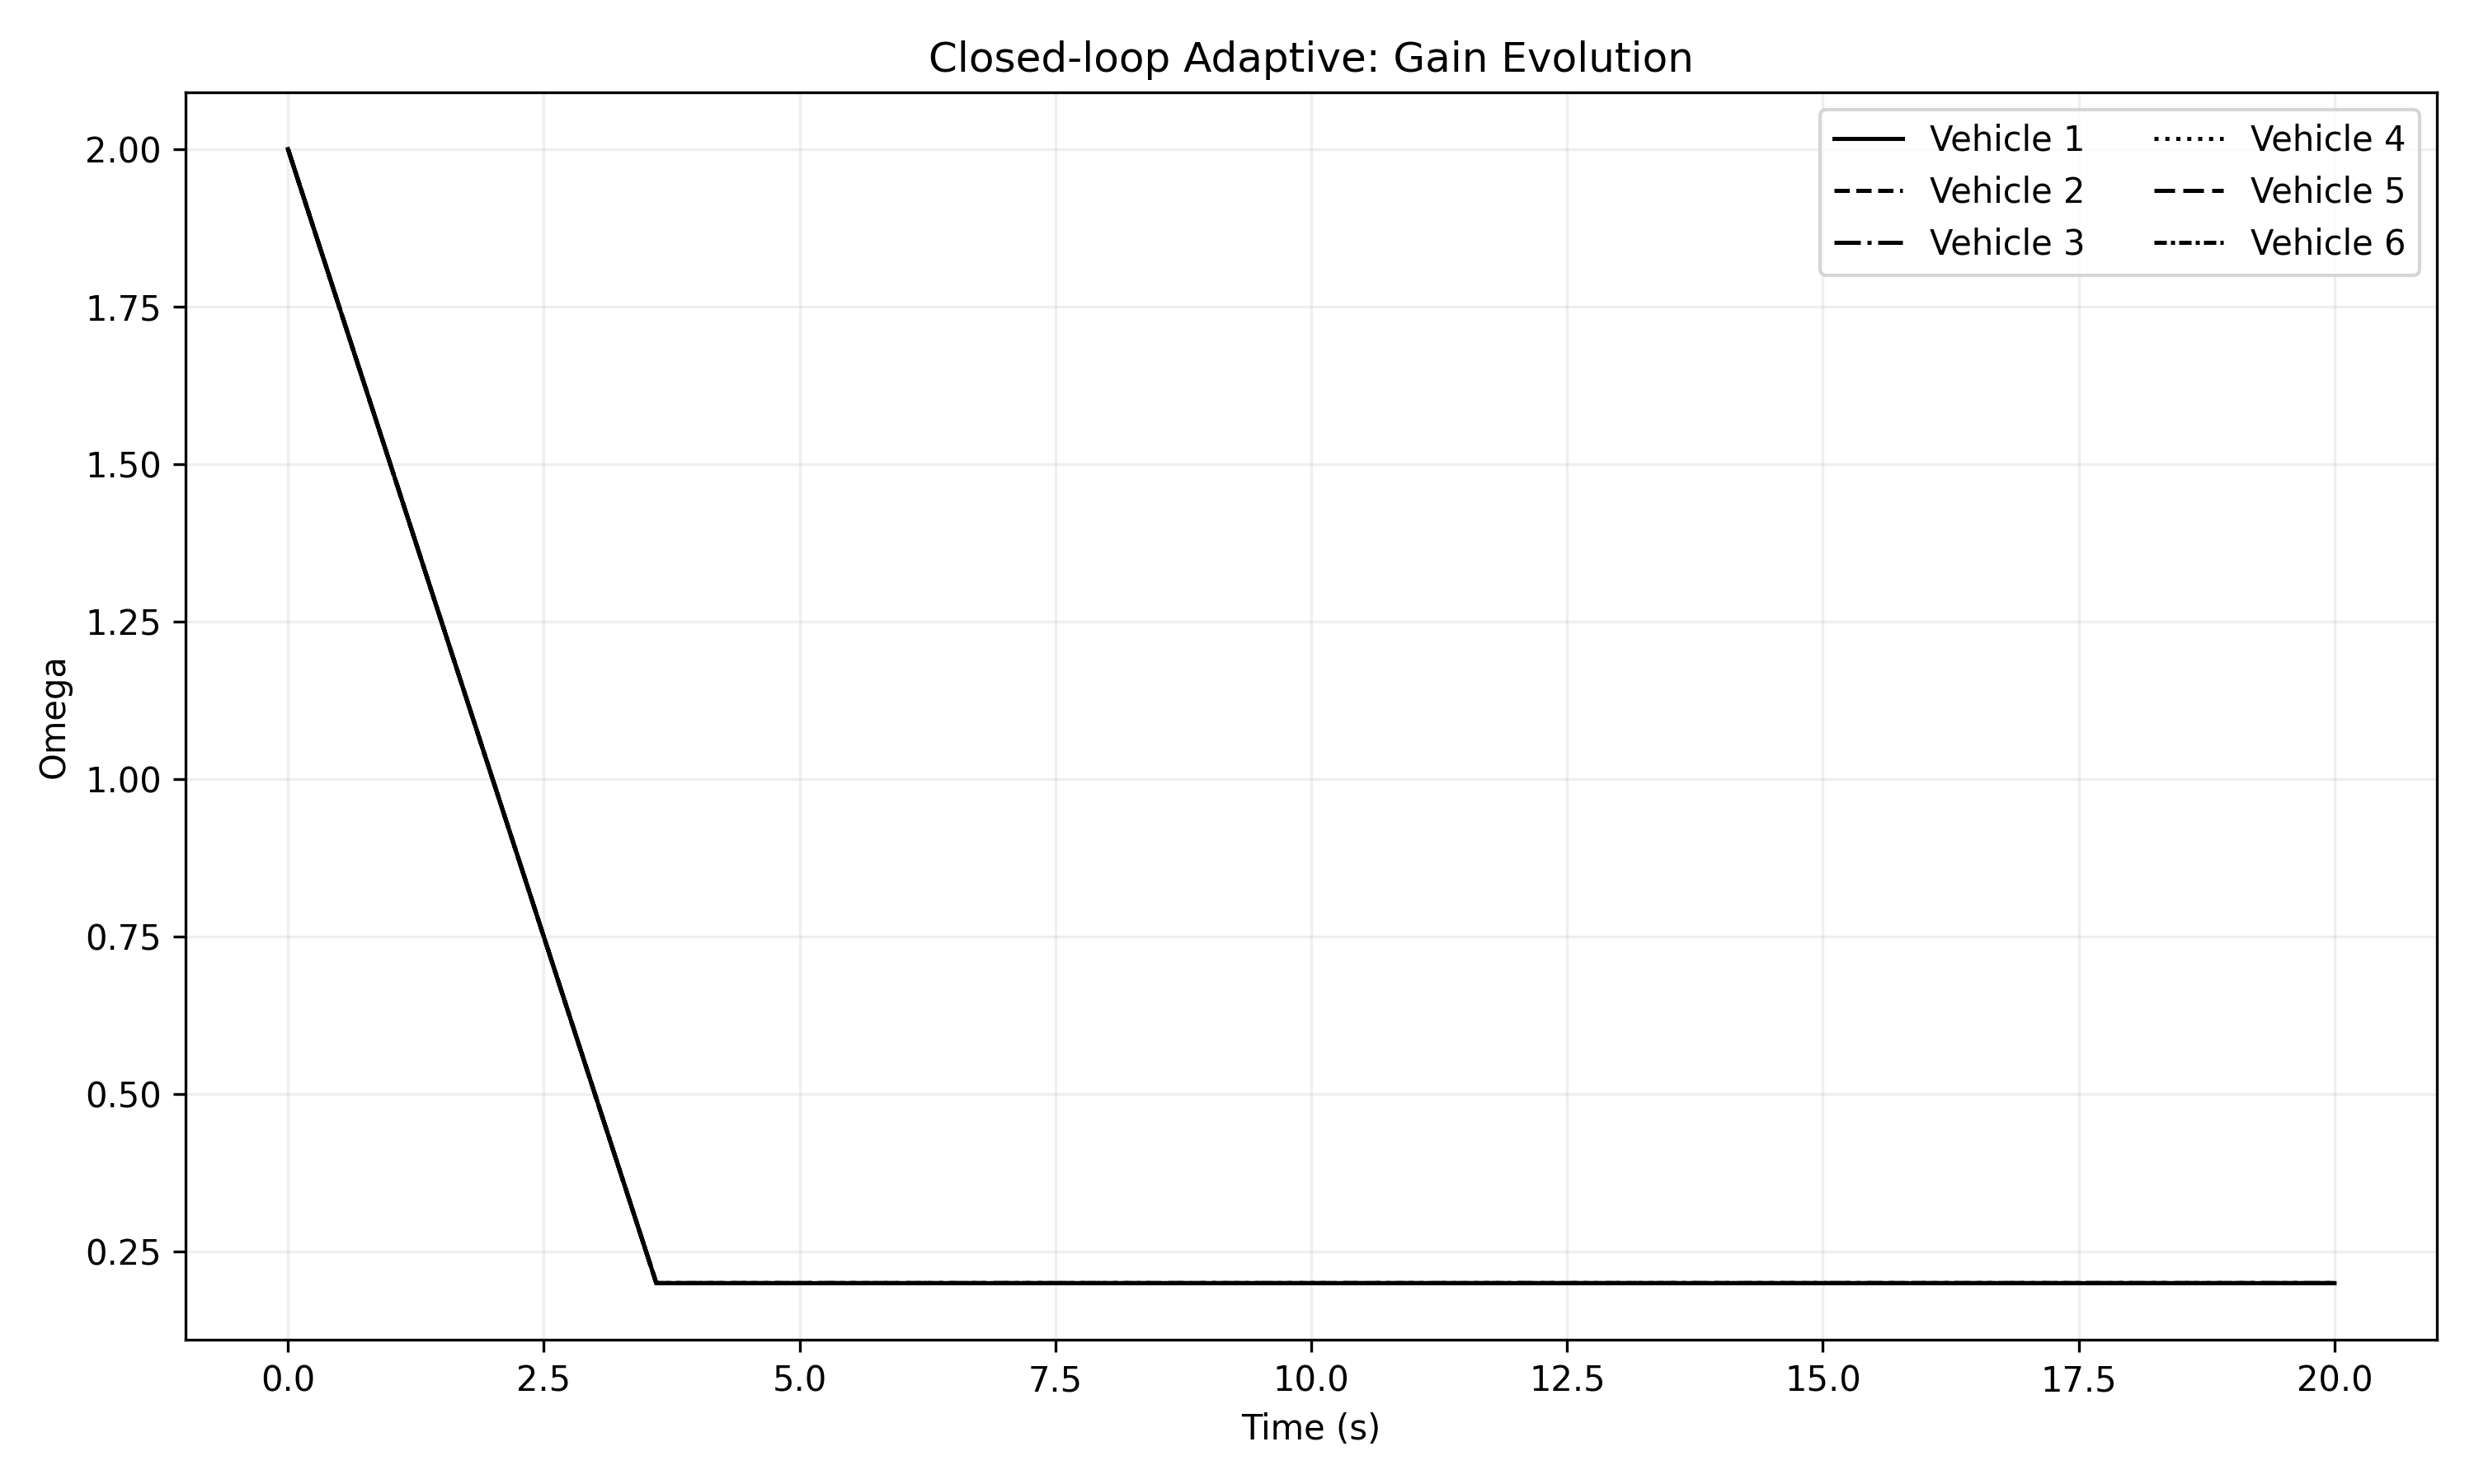 Closed-loop Adaptive: Gain Evolution
Vehicle 1
Vehicle 2
Vehicle 3
Vehicle 4
Vehicle 5
Vehicle 6
2.00
1.75
1.50
1.25
1.00
0.75
0.50
0.25
Omega
0.0 2.5 5.0 7.5 10.0 12.5 15.0 17.5 20.0
Time (s)